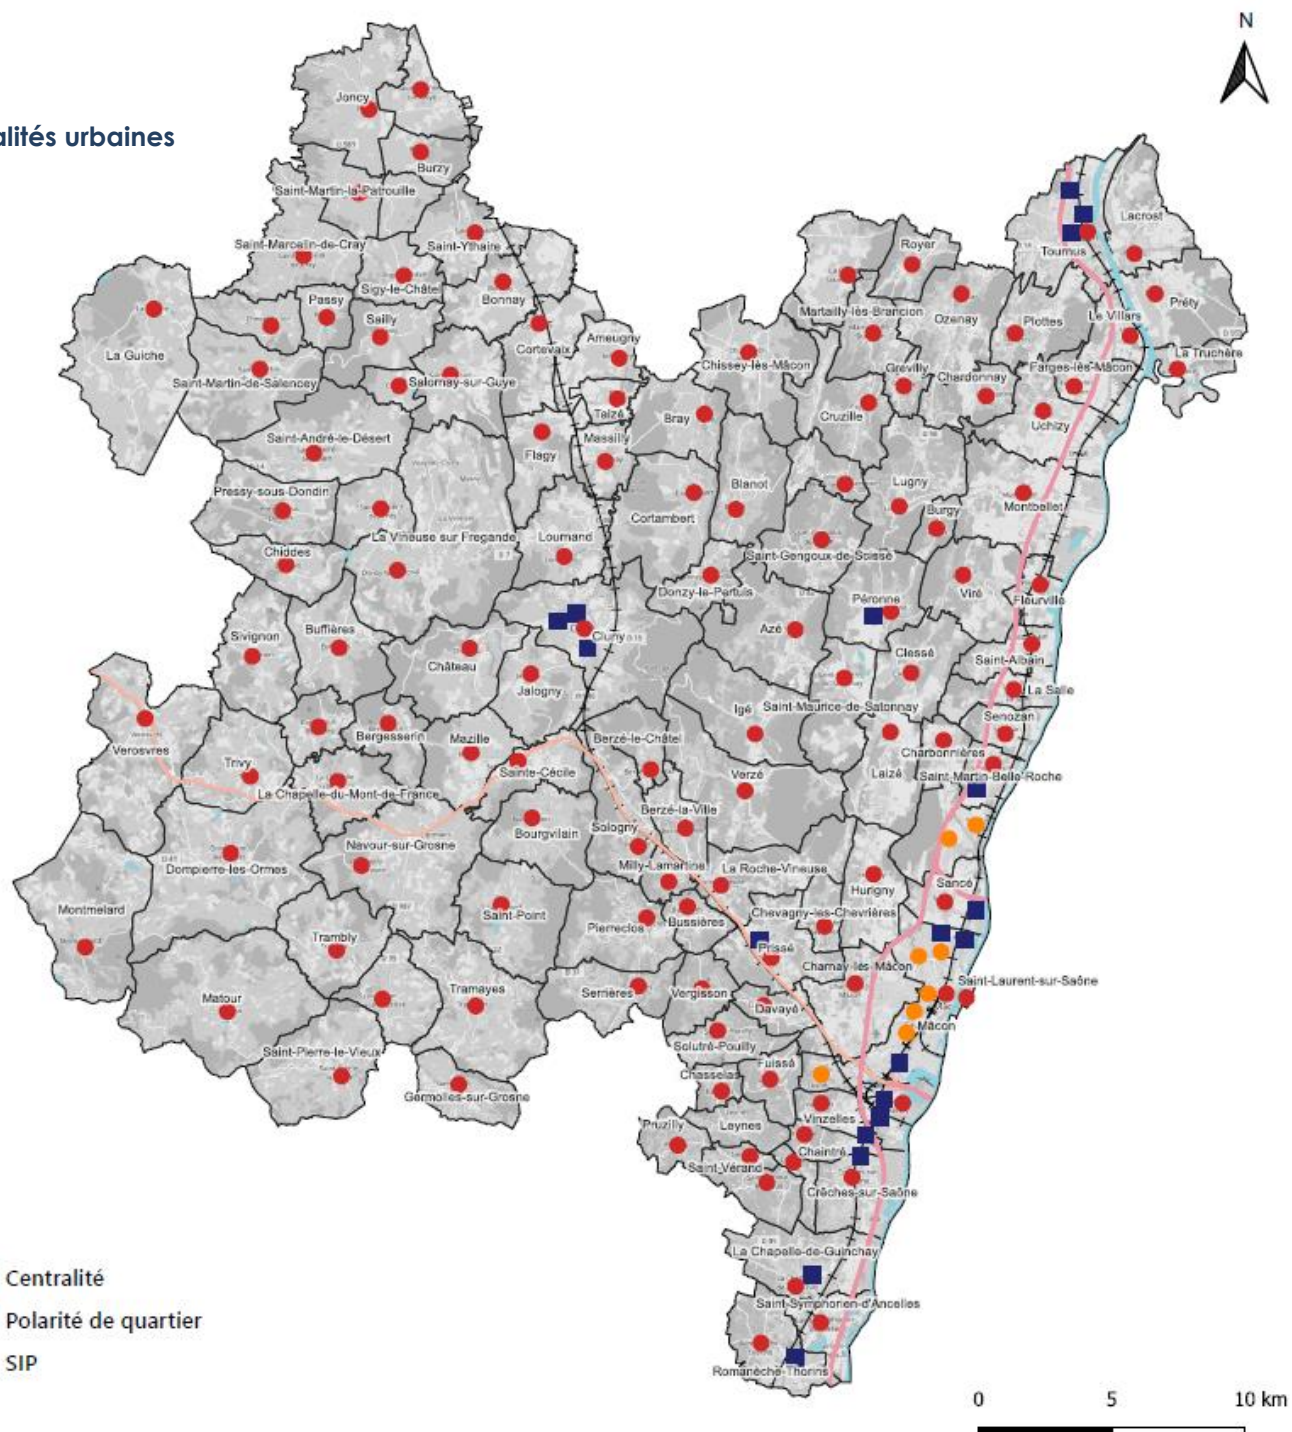 N
alités urbaines
Joncy
Burzy
Saint-Martin-la-Patrouille
Saint-Marcelin-de-Cray
Saint-Ythaire
Sigy-le-Châtel
Bonnay
Passy
Sailly
La Guiche
Saint-Martin-de-Salencey
Salornay-sur-Guye
Cortevaix
Ameugny
Taizé
Massilly
Flagy
Saint-André-le-Désert
Pressy-sous-Dondin
La Vineuse sur Fregande
Chiddes
Lournand
Royer
Lacrost
Tournus
Martailly-lès-Brancion
Ozenay
Plottes
Le Villars
Préty
La Truchère
Chissey-lès-Mâcon
Grevilly
Chardonnay
Farges-lès-Mâcon
Bray
Cruzille
Uchizy
Blanot
Lugny
Montbellet
Cortambert
Burgy
Saint-Gengoux-de-Scissé
Donzy-le-Pertuis
Viré
Fleurville
Péronne
Sivignon
Buffières
Cluny
Azé
Château
Clessé
Saint-Albain
Jalogny
La Salle
Igé
Saint-Maurice-de-Satonnay
Senozan
Verosvres
Bergesserin
Mazille
Berzé-le-Châtel
Charbonnières
Trivy
Sainte-Cécile
Verzé
Laizé
Saint-Martin-Belle-Roche
La Chapelle-du-Mont-de-France
Berzé-la-Ville
Bourgvilain
Sologny
Navour-sur-Grosne
Dompierre-les-Ormes
Milly-Lamartine
La Roche-Vineuse
Hurigny
Sancé
Montmelard
Saint-Point
Bussières
Chevagny-les-Chevrières
Pierreclos
Trambly
Prissé
Charnay-lès-Mâcon
Saint-Laurent-sur-Saône
Matour
Tramayes
Serrières
Vergisson
Davayé
Mâcon
Solutré-Pouilly
Saint-Pierre-le-Vieux
Fuissé
Chasselas
Germolles-sur-Grosne
Vinzelles
Pruzilly
Leynes
Chaintré
Saint-Vérand
Crêches-sur-Saône
La Chapelle-de-Guinchay
Saint-Symphorien-d'Ancelles
Romanèche-Thorins
Centralité
Polarité de quartier
SIP
0 5 10 km